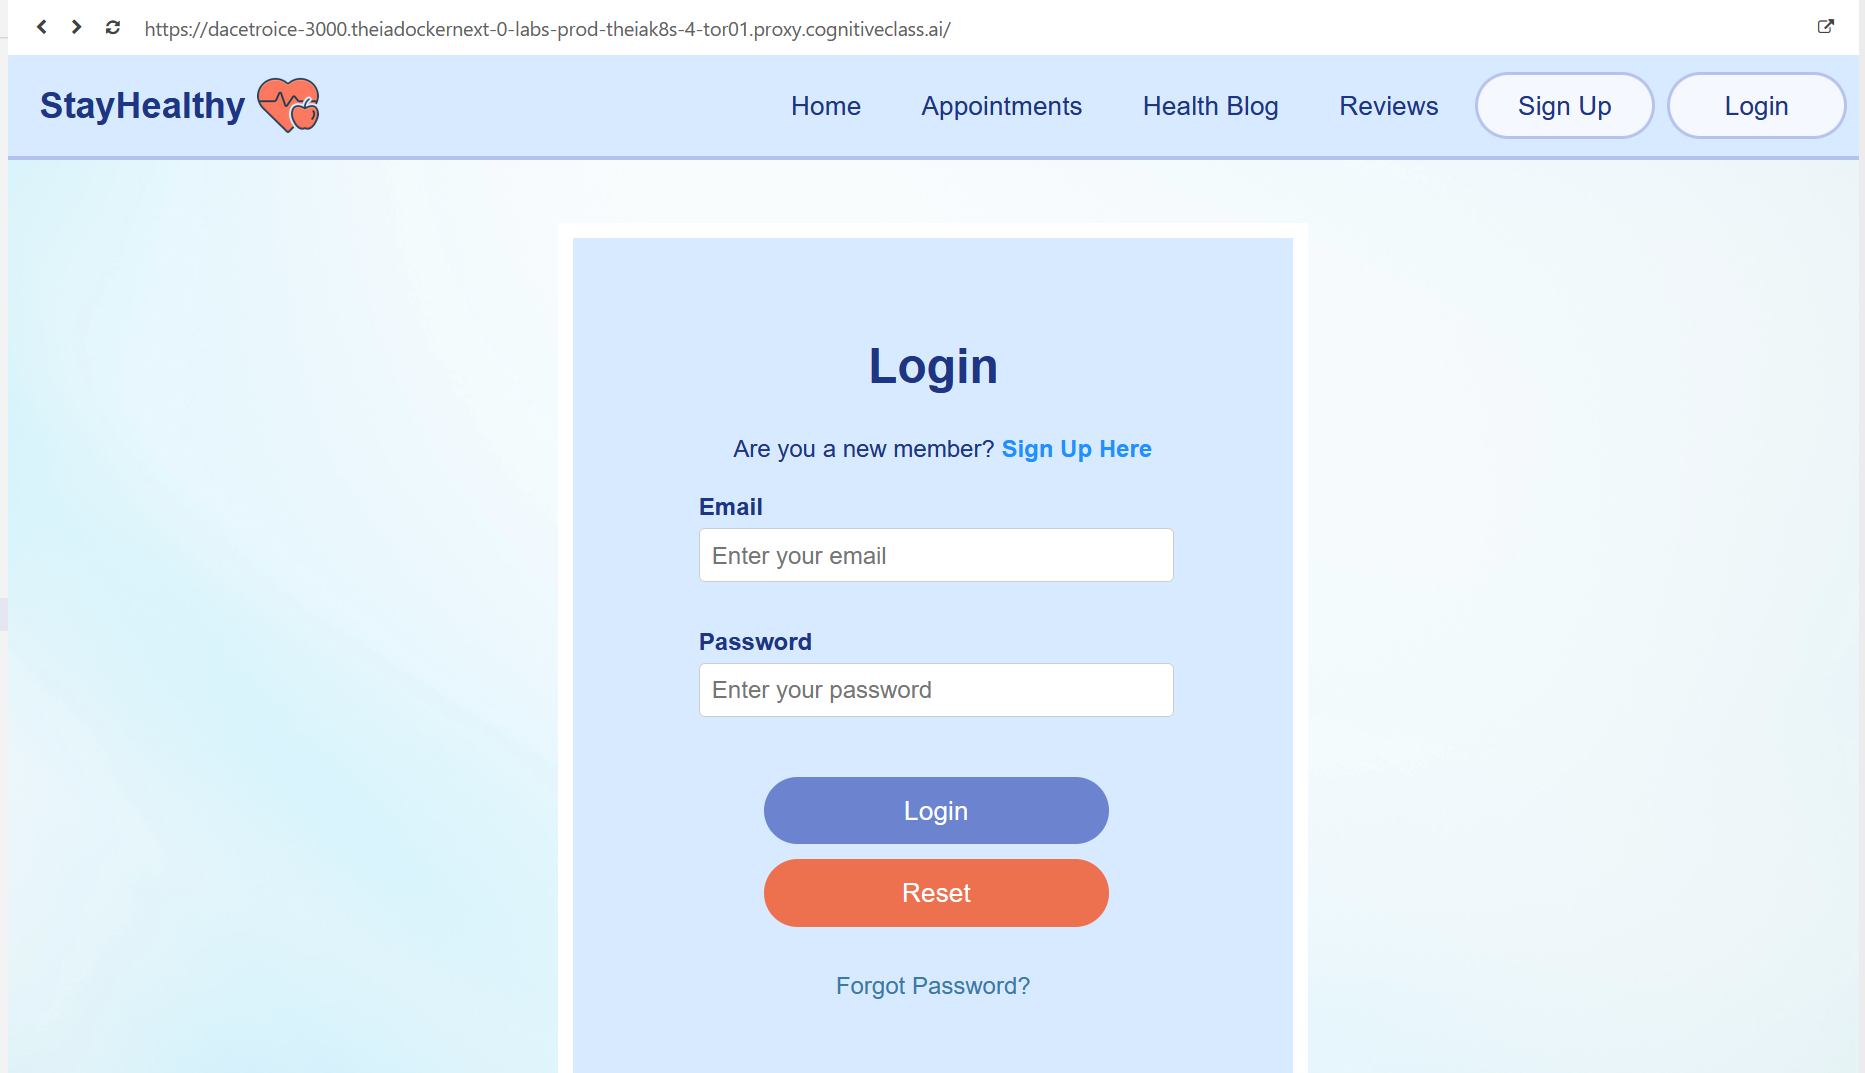 https://dacetroice-3000.theiadockernext-0-labs-prod-theiak8s-4-tor01.proxy.cognitiveclass.ai/
StayHealthy Home Appointments Health Blog Reviews Sign Up Login
Login
Are you a new member? Sign Up Here
Email
Enter your email
Password
Enter your password
Login
Reset
Forgot Password?